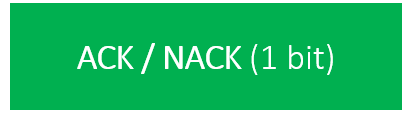 ACK / NACK (1 bit)